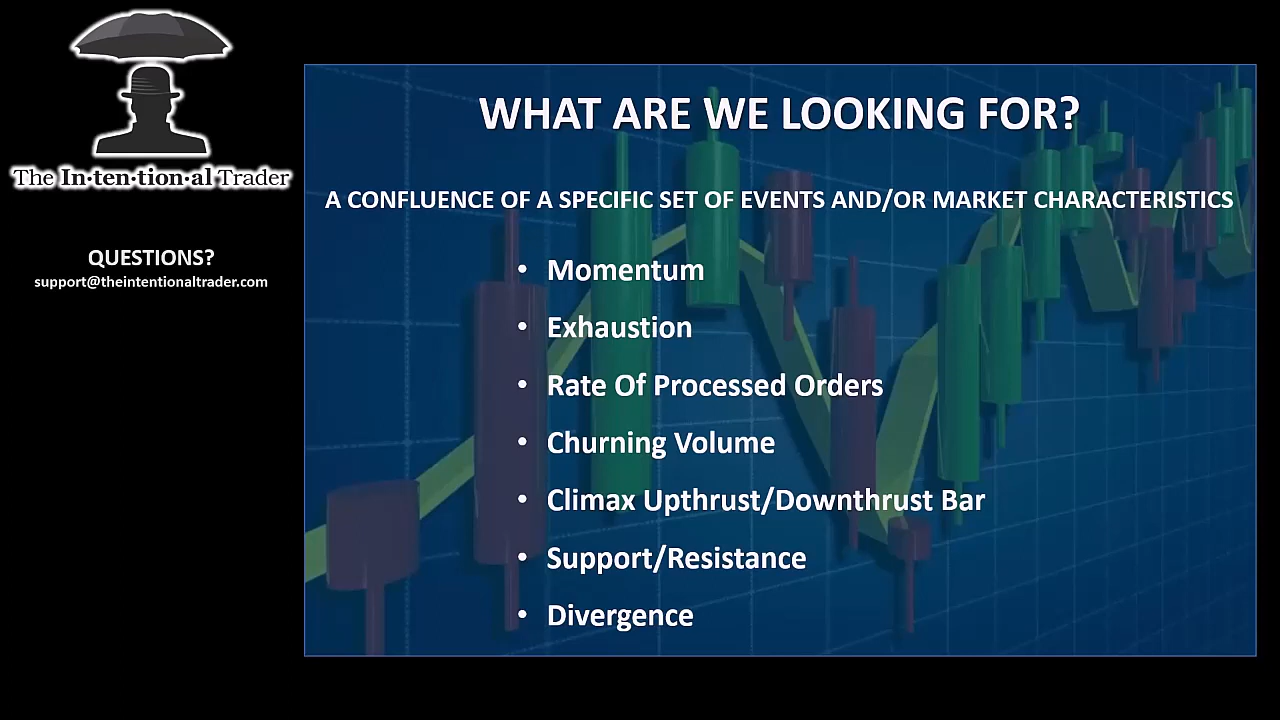 The In·ten·tion·al Trader
QUESTIONS?
support@theintentionaltrader.com
WHAT ARE WE LOOKING FOR?
A CONFLUENCE OF A SPECIFIC SET OF EVENTS AND/OR MARKET CHARACTERISTICS
• Momentum
• Exhaustion
• Rate Of Processed Orders
• Churning Volume
• Climax Upthrust/Downthrust Bar
• Support/Resistance
• Divergence